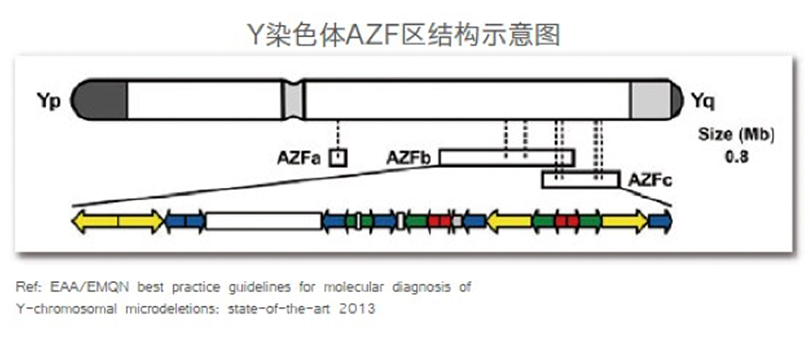 Y染色体AZF区结构示意图
Yp
Yq
Size (Mb)
AZFa
AZFb
0.8
AZFc
Ref: EAA/EMQN best practice guidelines for molecular diagnosis of
Y-chromosomal microdeletions: state-of-the-art 2013